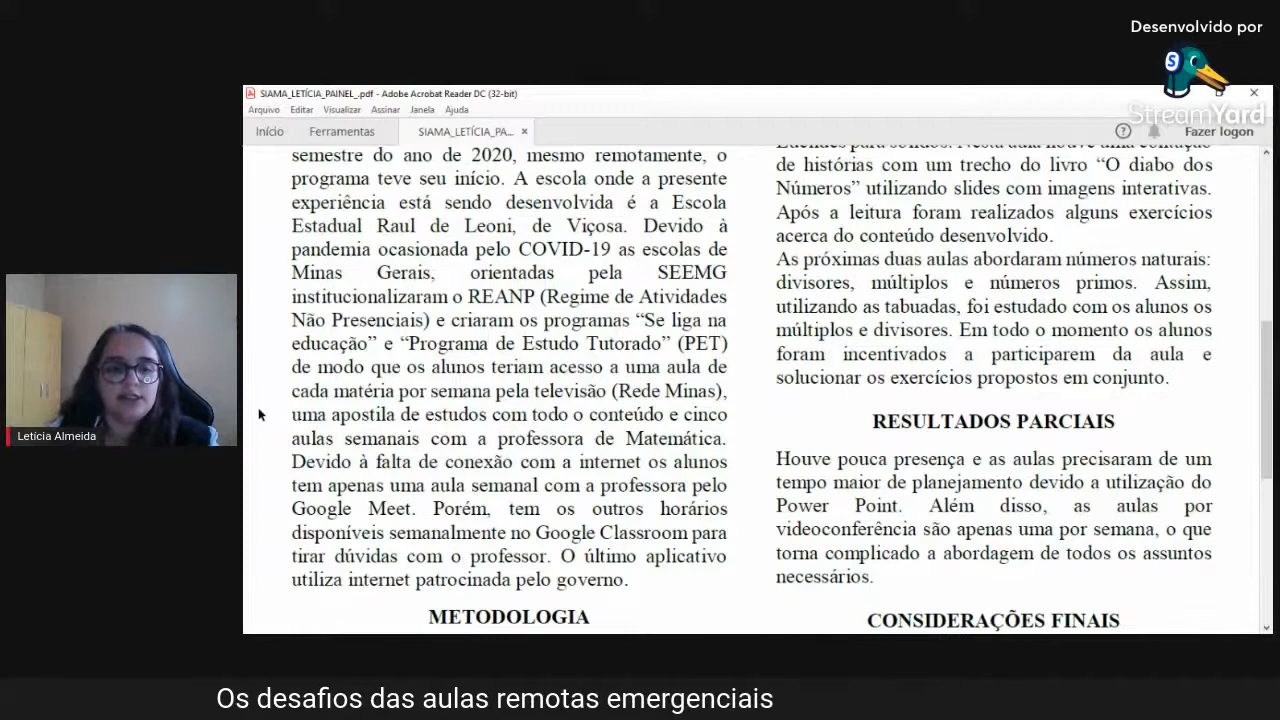 Desenvolvido por
StreamYard
SIAMA_LETÍCIA_PAINEL_.pdf - Adobe Acrobat Reader DC (32-bit)
Arquivo Editar Visualizar Assinar Janela Ajuda
Início Ferramentas SIAMA_LETÍCIA_PA... × Fazer logon
semestre do ano de 2020, mesmo remotamente, o
programa teve seu início. A escola onde a presente
experiência está sendo desenvolvida é a Escola
Estadual Raul de Leoni, de Viçosa. Devido à
pandemia ocasionada pelo COVID-19 as escolas de
Minas Gerais, orientadas pela SEEMG
institucionalizaram o REANP (Regime de Atividades
Não Presenciais) e criaram os programas “Se liga na
educação” e “Programa de Estudo Tutorado” (PET)
de modo que os alunos teriam acesso a uma aula de
cada matéria por semana pela televisão (Rede Minas),
uma apostila de estudos com todo o conteúdo e cinco
aulas semanais com a professora de Matemática.
Devido à falta de conexão com a internet os alunos
tem apenas uma aula semanal com a professora pelo
Google Meet. Porém, tem os outros horários
disponíveis semanalmente no Google Classroom para
tirar dúvidas com o professor. O último aplicativo
utiliza internet patrocinada pelo governo.
METODOLOGIA
Euclides para sólidos. Nesta aula houve uma contação
de histórias com um trecho do livro “O diabo dos
Números” utilizando slides com imagens interativas.
Após a leitura foram realizados alguns exercícios
acerca do conteúdo desenvolvido.
As próximas duas aulas abordaram números naturais:
divisores, múltiplos e números primos. Assim,
utilizando as tabuadas, foi estudado com os alunos os
múltiplos e divisores. Em todo o momento os alunos
foram incentivados a participarem da aula e
solucionar os exercícios propostos em conjunto.
RESULTADOS PARCIAIS
Houve pouca presença e as aulas precisaram de um
tempo maior de planejamento devido a utilização do
Power Point. Além disso, as aulas por
videoconferência são apenas uma por semana, o que
torna complicado a abordagem de todos os assuntos
necessários.
CONSIDERAÇÕES FINAIS
Letícia Almeida
Os desafios das aulas remotas emergenciais